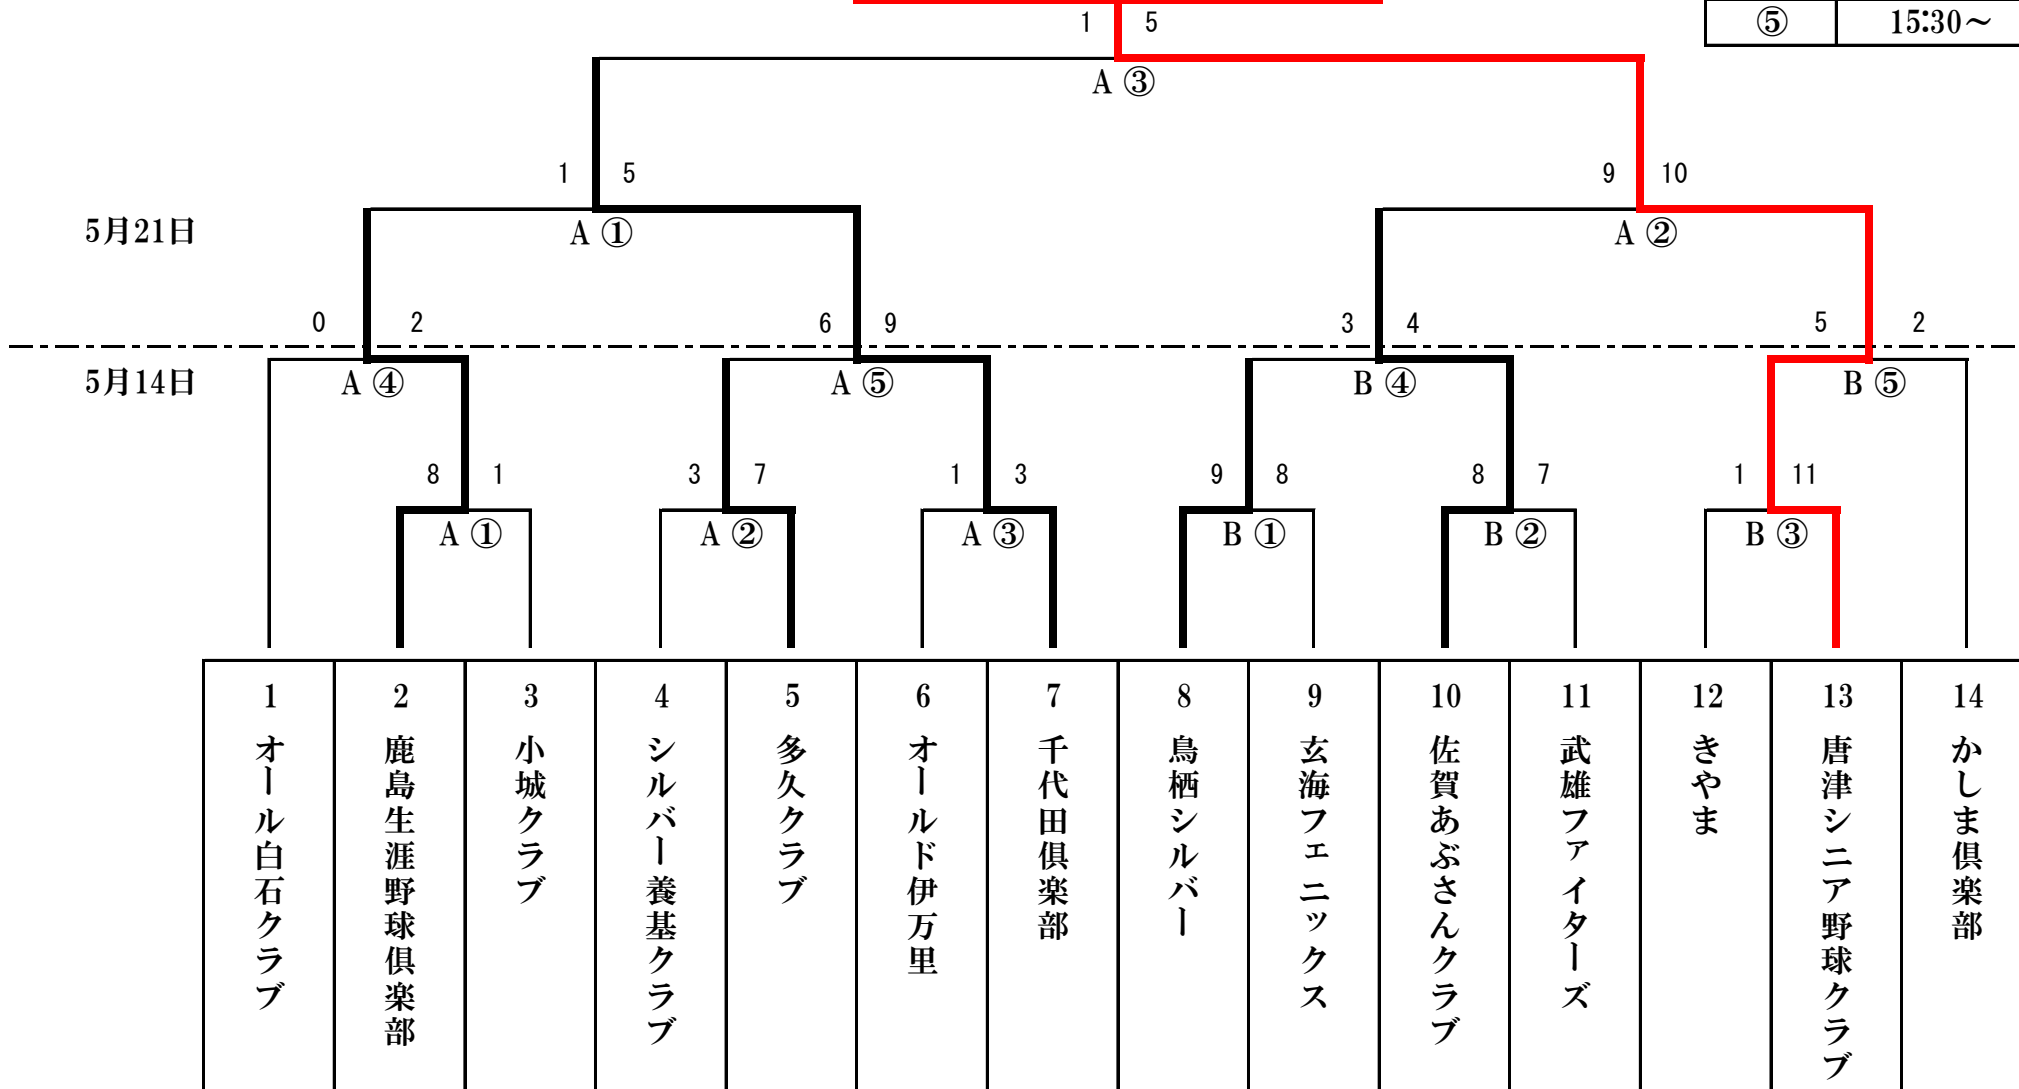 1 5
⑤ 15:30～
A ③
1 5
9 10
5月21日
A ①
A ②
0 2
6 9
3 4
5 2
5月14日
A ④
A ⑤
B ④
B ⑤
8 1
3 7
1 3
9 8
8 7
1 11
A ①
A ②
A ③
B ①
B ②
B ③
1 オール白石クラブ
2 鹿島生涯野球倶楽部
3 小城クラブ
4 シルバー養基クラブ
5 多久クラブ
6 オールド伊万里
7 千代田倶楽部
8 鳥栖シルバー
9 玄海フェニックス
10 佐賀あぶさんクラブ
11 武雄ファイターズ
12 きやま
13 唐津シニア野球クラブ
14 かしま倶楽部